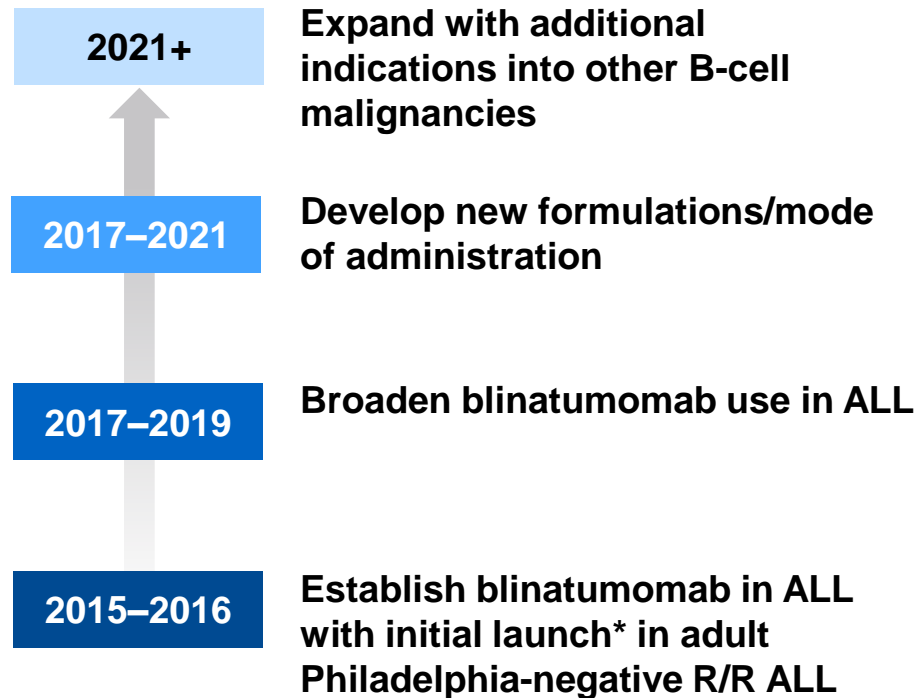 2021+
Expand with additional
indications into other B-cell
malignancies
2017–2021
Develop new formulations/mode
of administration
2017–2019
Broaden blinatumomab use in ALL
2015–2016
Establish blinatumomab in ALL
with initial launch* in adult
Philadelphia-negative R/R ALL